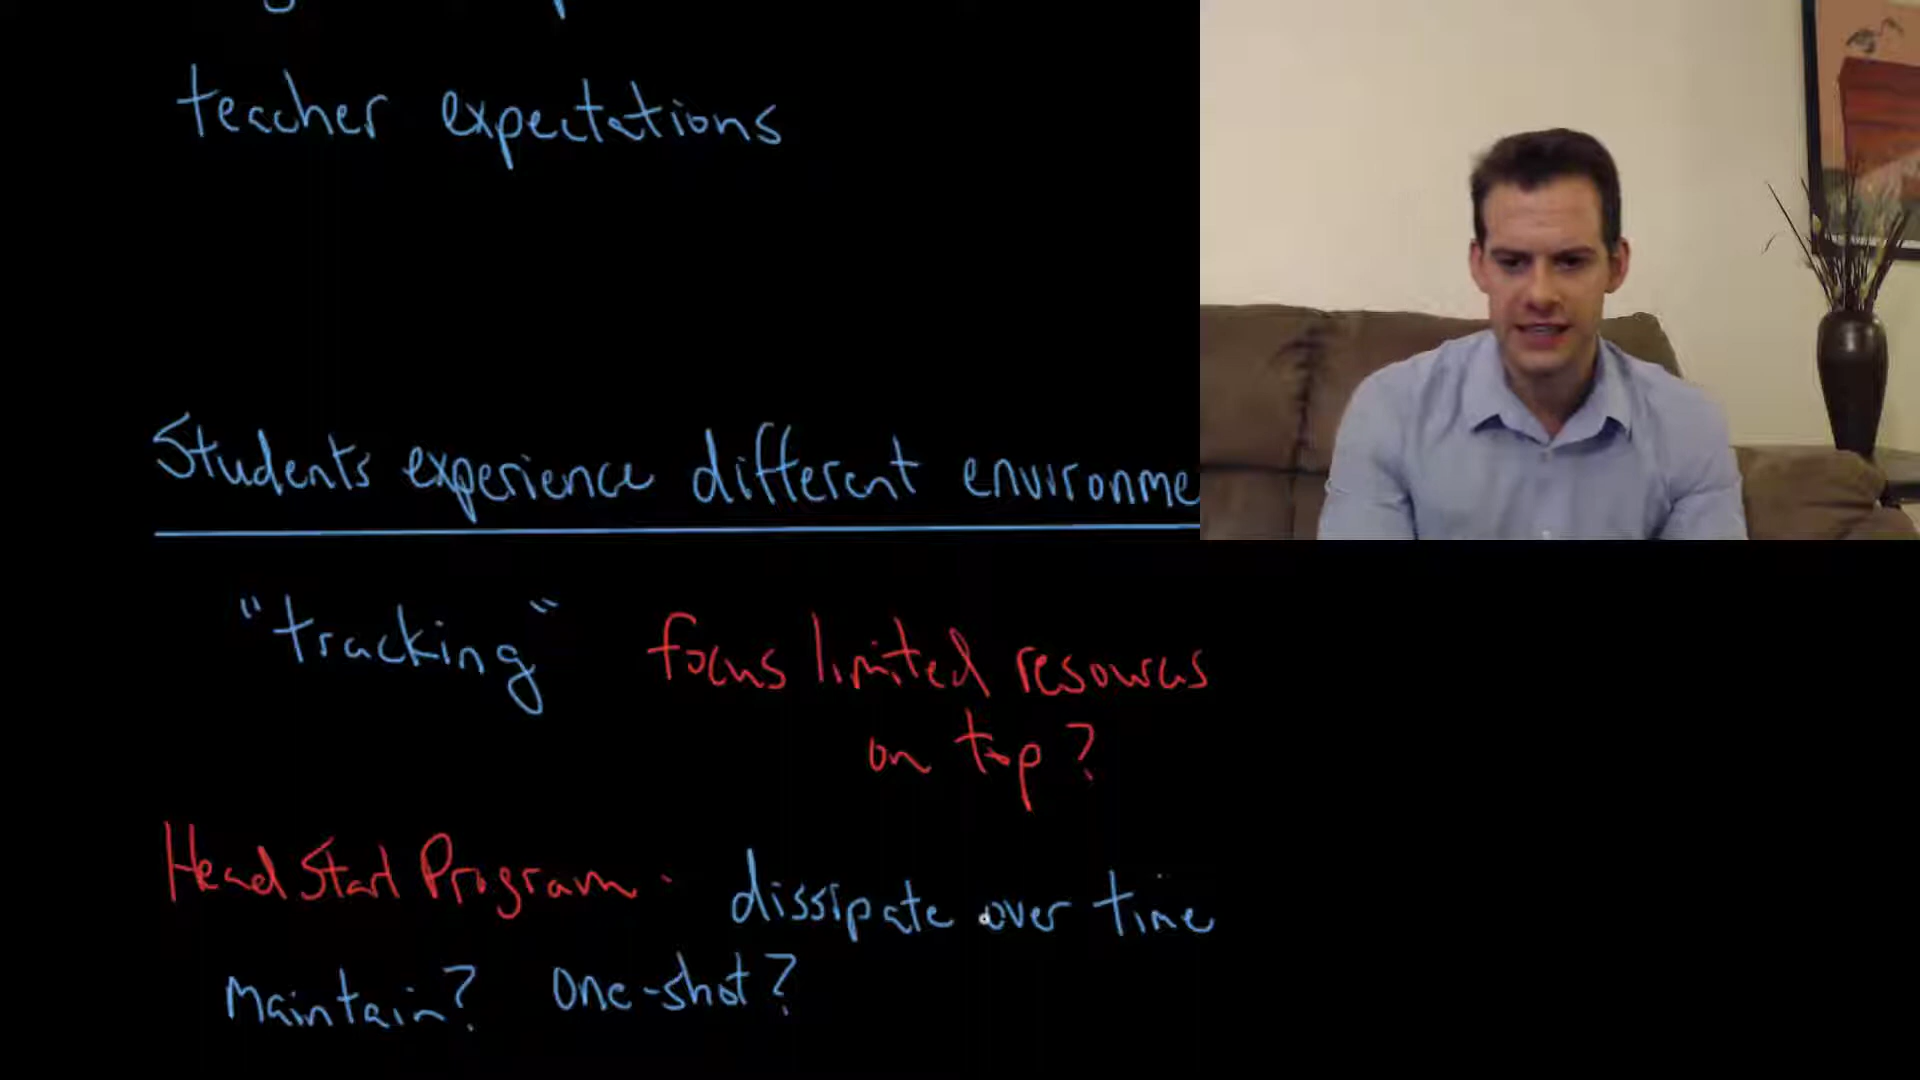 teacher expectations
Students experience different environme
"tracking" focus limited resources
on top?
Head Start Program. dissipate over time
Maintain? One-shot?